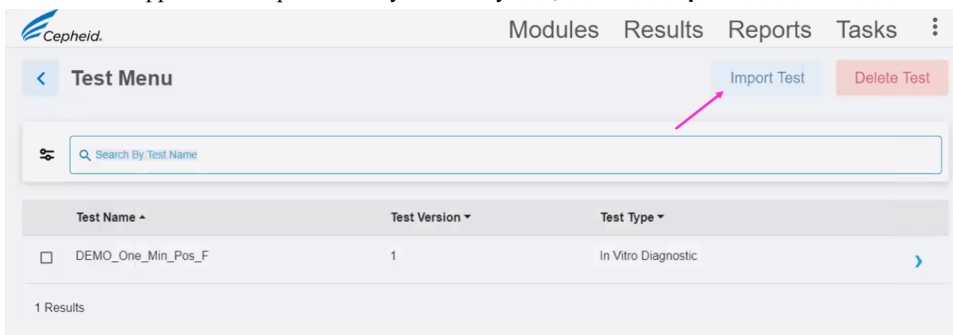 Cepheid.
Modules Results Reports Tasks
Test Menu
Import Test
Delete Test
Search By Test Name
Test Name Test Version Test Type
DEMO_One_Min_Pos_F 1 In Vitro Diagnostic
1 Results